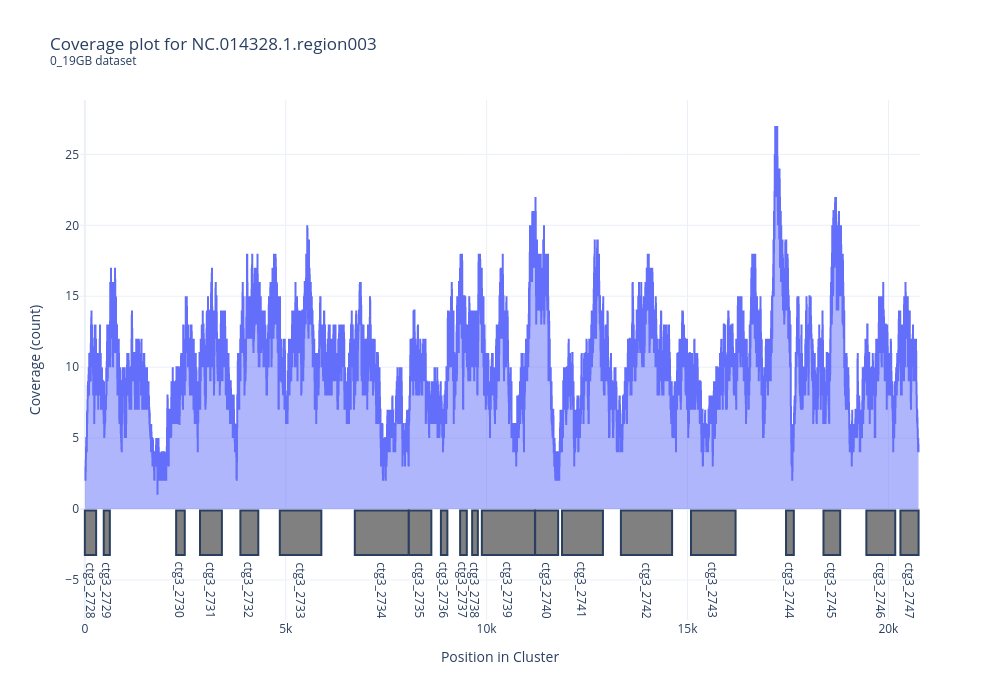 Coverage plot for NC.014328.1.region003
0_19GB dataset
Coverage (count)
25
20
15
10
5
0
−5
ctg3_2728
ctg3_2729
ctg3_2730
ctg3_2731
ctg3_2732
ctg3_2733
ctg3_2734
ctg3_2735
ctg3_2736
ctg3_2737
ctg3_2738
ctg3_2739
ctg3_2740
ctg3_2741
ctg3_2742
ctg3_2743
ctg3_2744
ctg3_2745
ctg3_2746
ctg3_2747
0
5k
10k
15k
20k
Position in Cluster